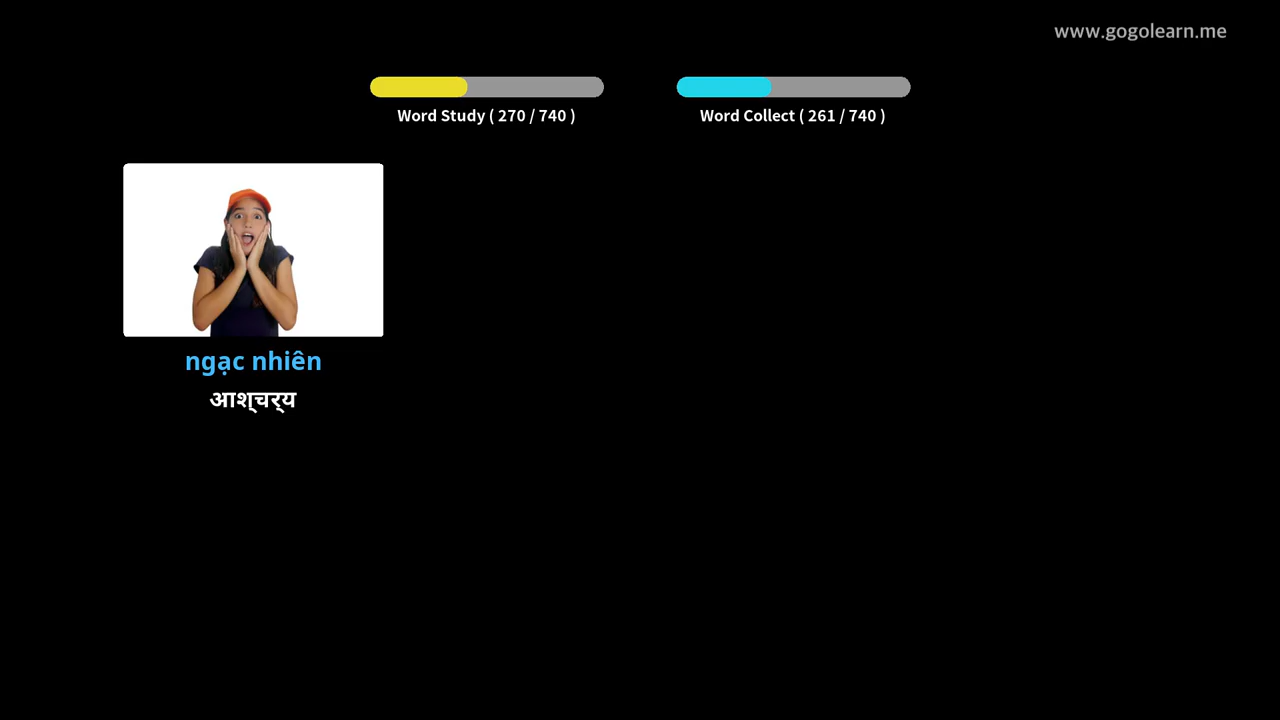 www.gogolearn.me
Word Study ( 270 / 740 )
Word Collect ( 261 / 740 )
ngạc nhiên
आश्चर्य